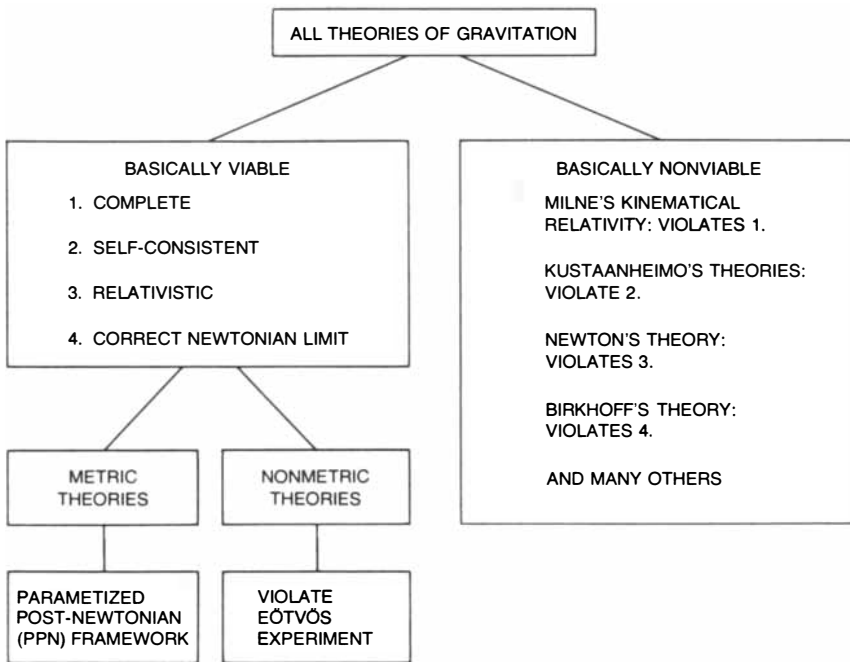 ALL THEORIES OF GRAVITATION
BASICALLY VIABLE
1. COMPLETE
2. SELF-CONSISTENT
3. RELATIVISTIC
4. CORRECT NEWTONIAN LIMIT
BASICALLY NONVIABLE
MILNE'S KINEMATICAL
RELATIVITY: VIOLATES 1.
KUSTAANHEIMO'S THEORIES:
VIOLATE 2.
NEWTON'S THEORY:
VIOLATES 3.
BIRKHOFF'S THEORY:
VIOLATES 4.
AND MANY OTHERS
METRIC
THEORIES
NONMETRIC
THEORIES
PARAMETIZED
POST-NEWTONIAN
(PPN) FRAMEWORK
VIOLATE
EÖTVÖS
EXPERIMENT